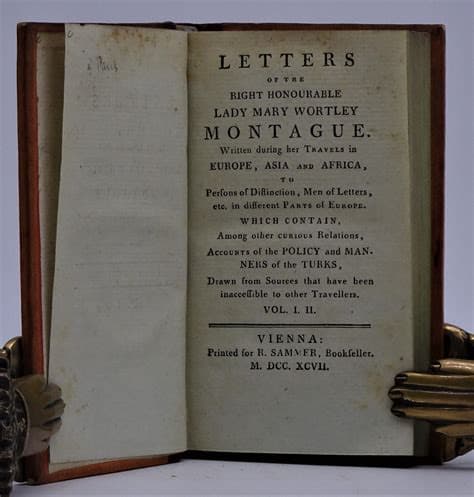 2 Parts
LETTERS
OF THE
RIGHT HONOURABLE
LADY MARY WORTLEY
MONTAGUE.
Written during her TRAVELS in
EUROPE, ASIA AND AFRICA,
TO
Perſons of Diſtinction, Men of Letters,
etc. in different PARTS of EUROPE.
WHICH CONTAIN,
Among other CURIOUS Relations,
ACCOUNTS of the POLICY and MAN-
NERS of the TURKS,
Drawn from Sources that have been
inacceſſible to other Travellers.
VOL. I. II.
VIENNA:
Printed for R. SAMMER, Bookſeller.
M. DCC. XCVII.